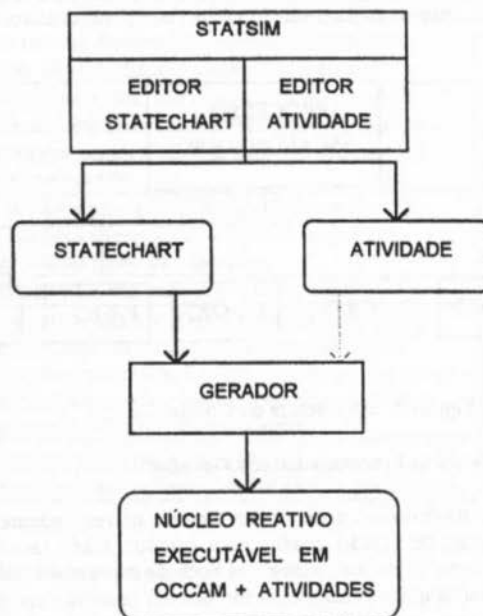 STATSIM
EDITOR STATECHART
EDITOR ATIVIDADE
STATECHART
ATIVIDADE
GERADOR
NÚCLEO REATIVO
EXECUTÁVEL EM
OCCAM + ATIVIDADES